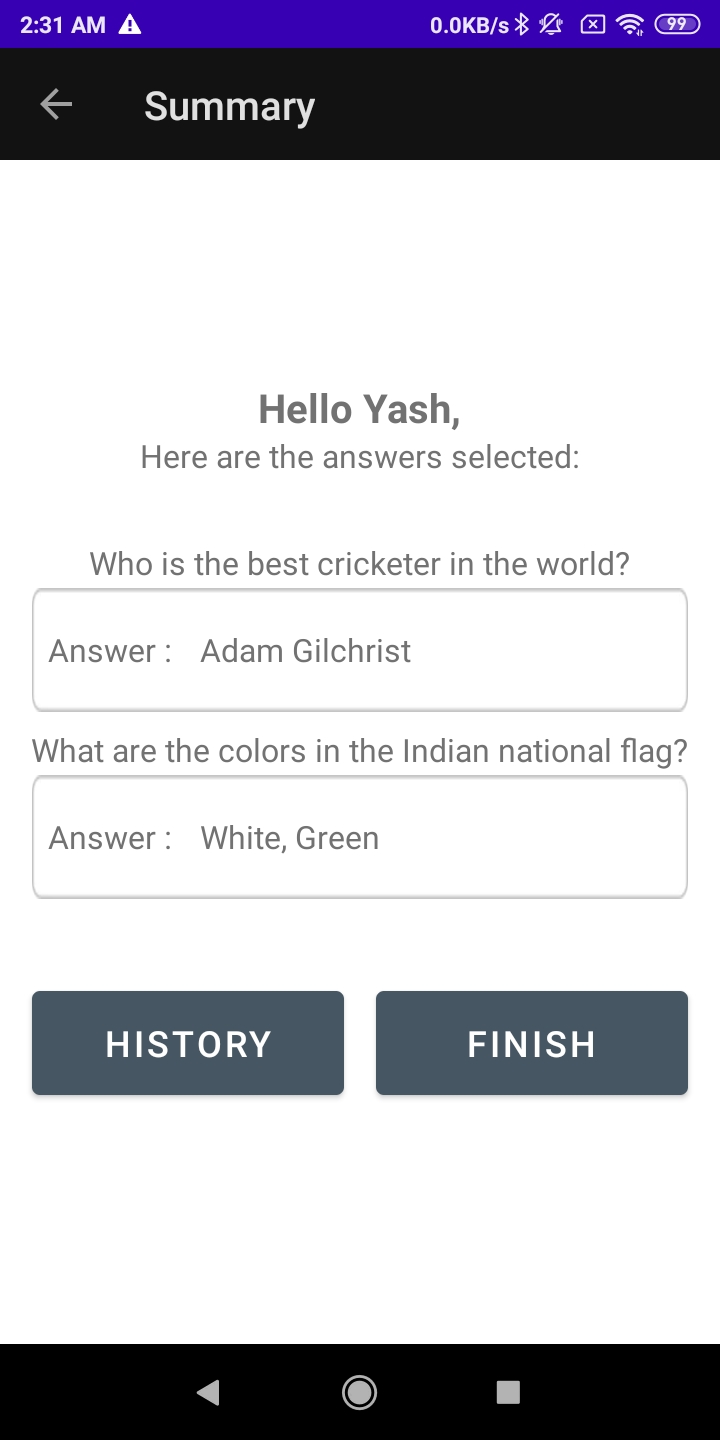 2:31 AM 0.0KB/s 99
Summary
Hello Yash,
Here are the answers selected:
Who is the best cricketer in the world?
Answer : Adam Gilchrist
What are the colors in the Indian national flag?
Answer : White, Green
HISTORY FINISH